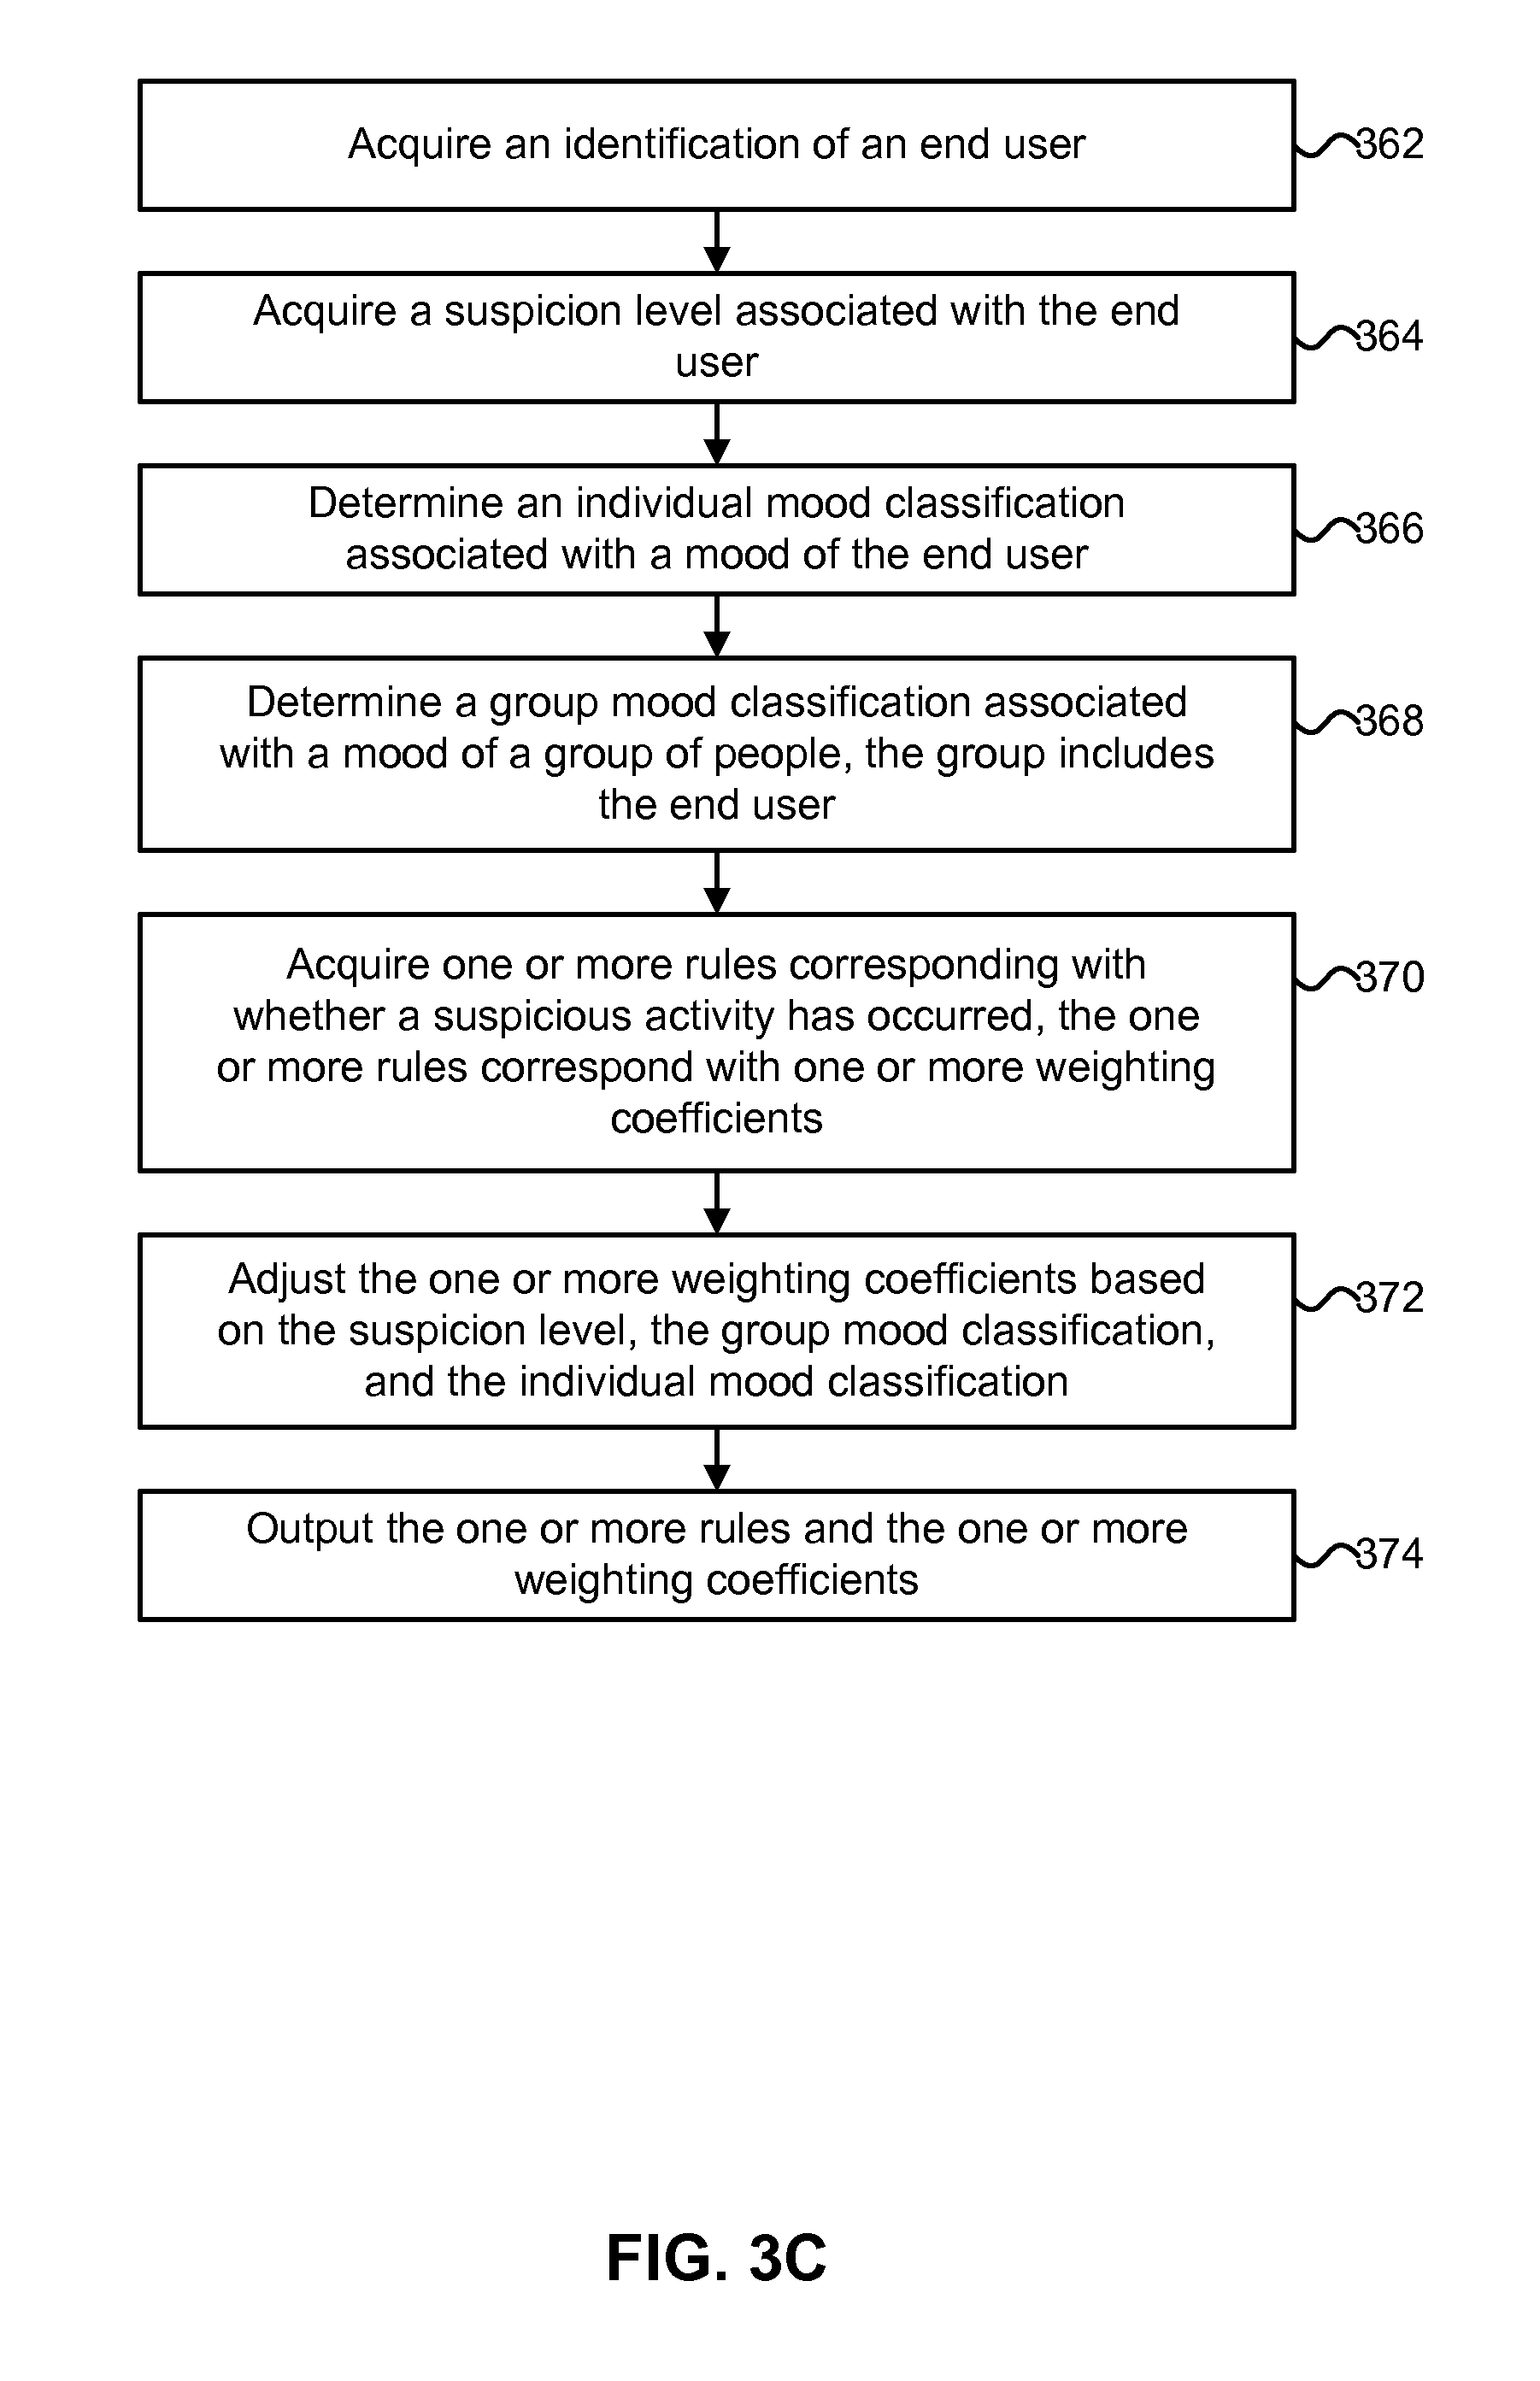 Acquire an identification of an end user
362
Acquire a suspicion level associated with the end
user
364
Determine an individual mood classification
associated with a mood of the end user
366
Determine a group mood classification associated
with a mood of a group of people, the group includes
the end user
368
Acquire one or more rules corresponding with
whether a suspicious activity has occurred, the one
or more rules correspond with one or more weighting
coefficients
370
Adjust the one or more weighting coefficients based
on the suspicion level, the group mood classification,
and the individual mood classification
372
Output the one or more rules and the one or more
weighting coefficients
374
FIG. 3C